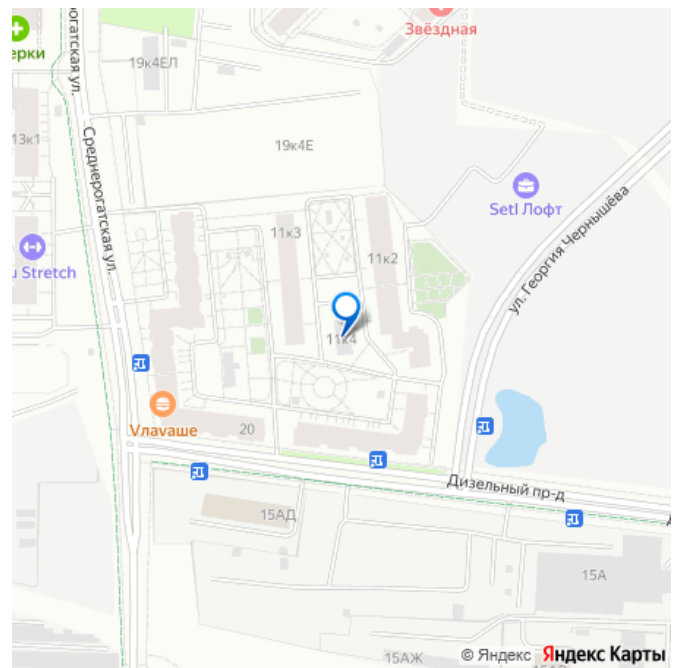 Звёздная
ерки
19к4ЕЛ
рогатская ул.
13к1
19к4Е
Среднерогатская ул.
Setl Лофт
11к3
11к2
ул. Георгия Чернышёва
u Stretch
11к4
Vлаvаше
20
Дизельный пр-д
15АД
15А
15АЖ
© Яндекс Яндекс Карты